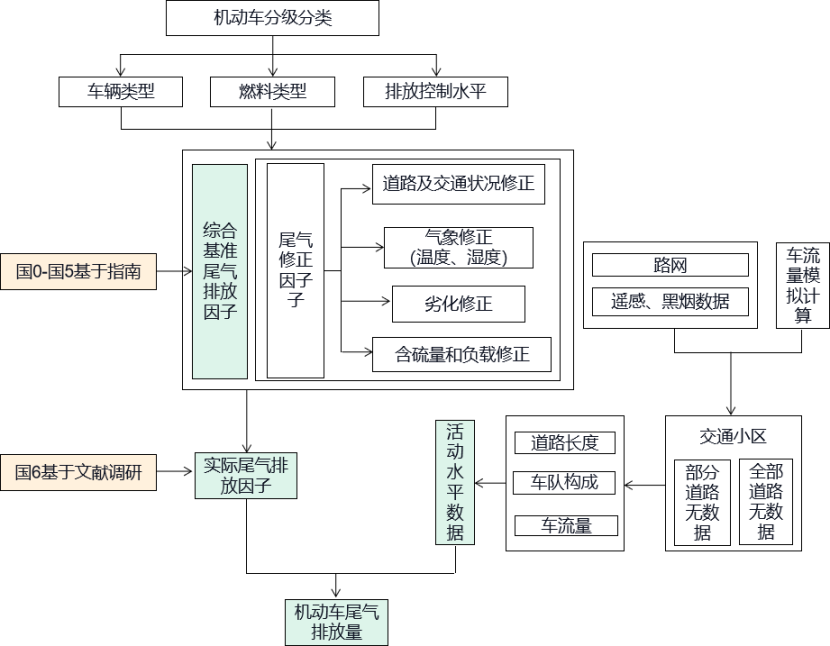 机动车分级分类
车辆类型
燃料类型
排放控制水平
综合
基准
尾气
排放
因子
尾气
修正
因子
子
道路及交通状况修正
气象修正
(温度、湿度)
劣化修正
含硫量和负载修正
国0-国5基于指南
路网
遥感、黑烟数据
车流
量模
拟计
算
国6基于文献调研
实际尾气排
放因子
活
动
水
平
数
据
道路长度
车队构成
车流量
交通小区
部分
道路
无数
据
全部
道路
无数
据
机动车尾气
排放量